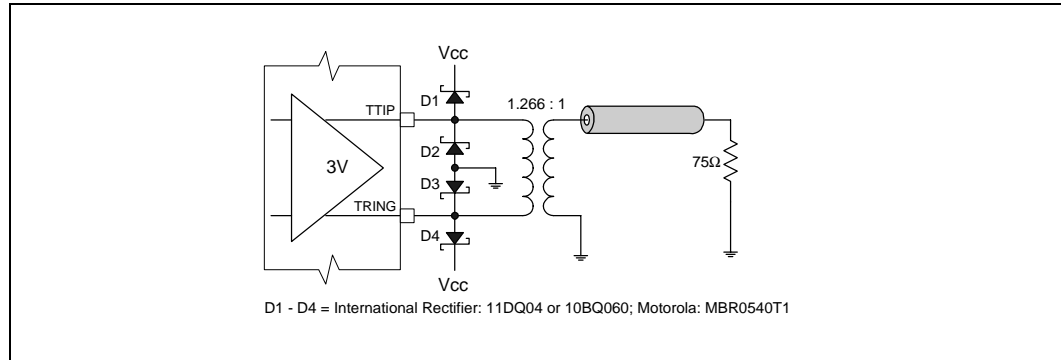 Vcc
D1
1.266 : 1
TTIP
D2
3V
75Ω
D3
TRING
D4
Vcc
D1 - D4 = International Rectifier: 11DQ04 or 10BQ060; Motorola: MBR0540T1